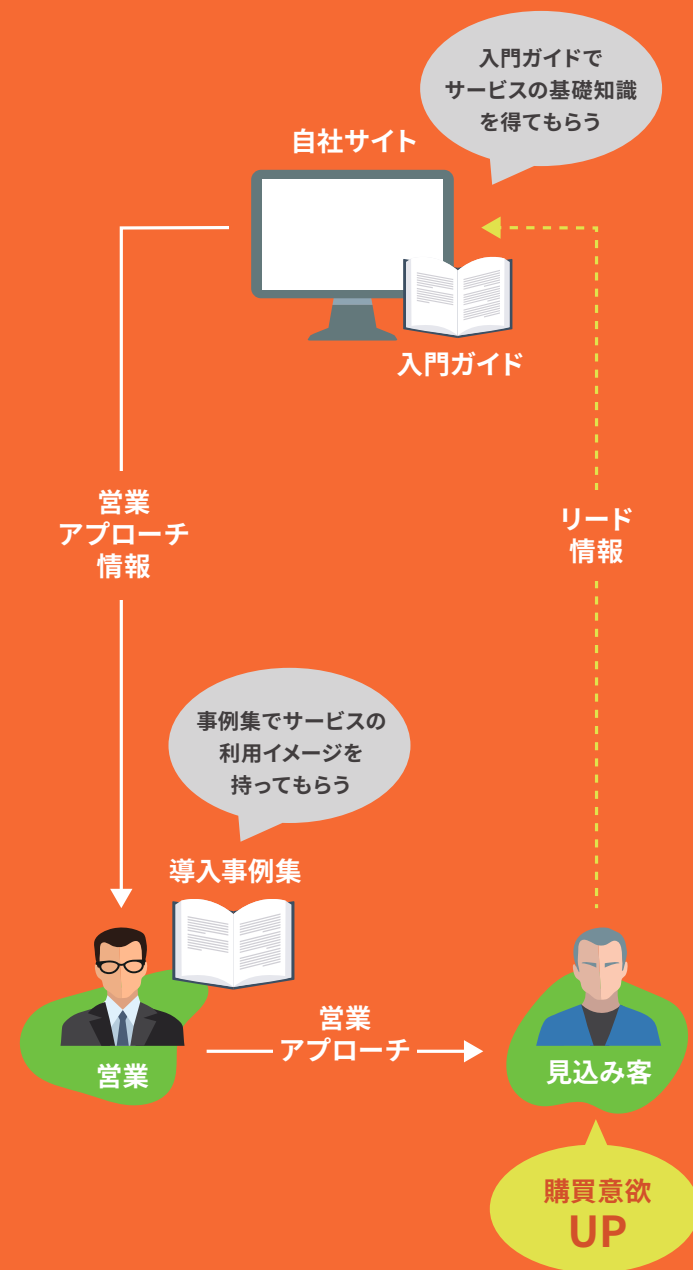 入門ガイドで
サービスの基礎知識
を得てもらう
自社サイト
入門ガイド
営業
アプローチ
情報
リード
情報
事例集でサービスの
利用イメージを
持ってもらう
導入事例集
営業
アプローチ
営業
見込み客
購買意欲
UP